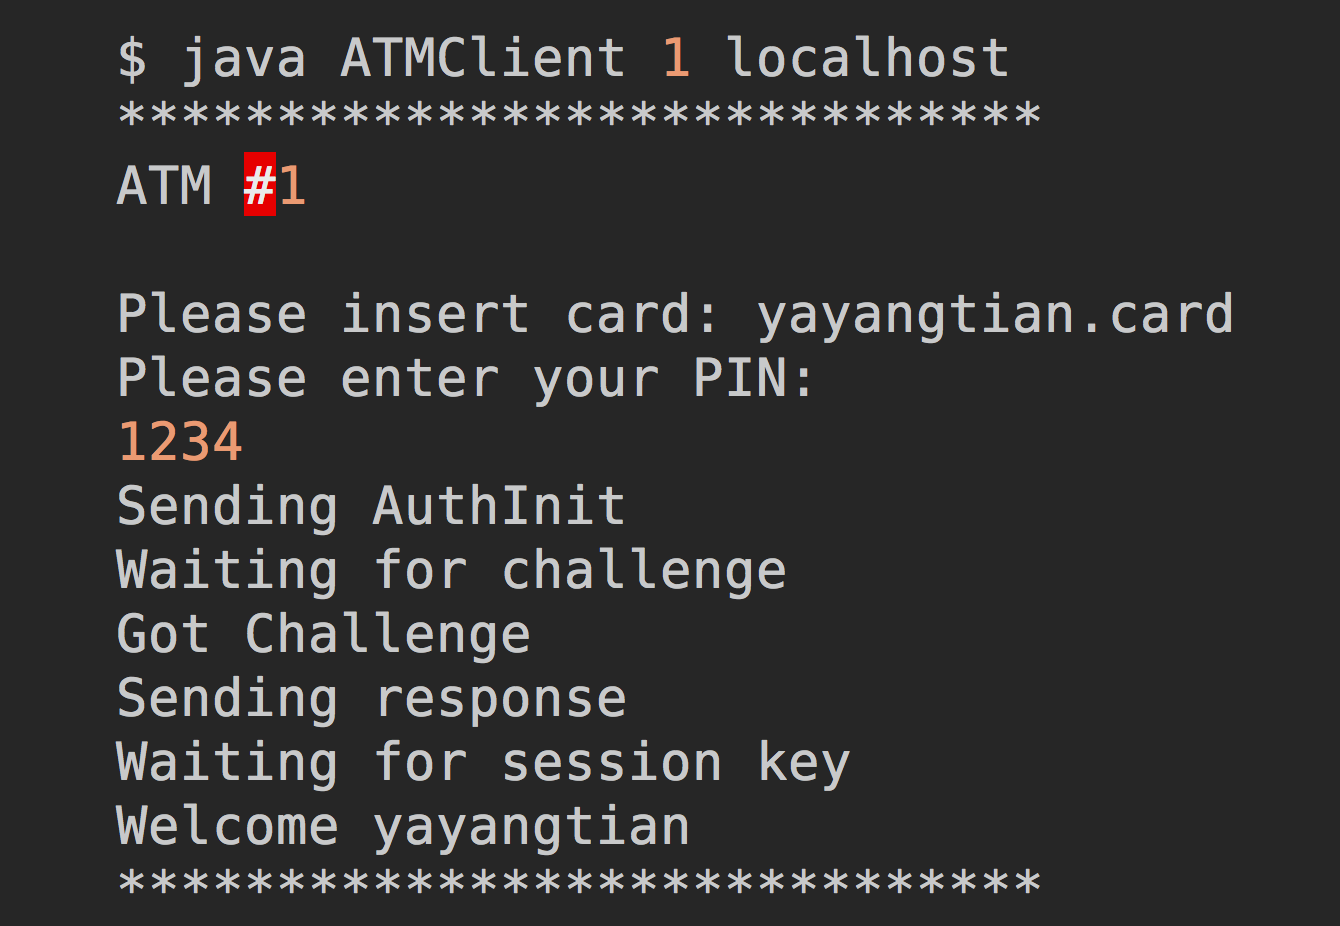 $ java ATMClient 1 localhost
*****************************
ATM #1
Please insert card: yayangtian.card
Please enter your PIN:
1234
Sending AuthInit
Waiting for challenge
Got Challenge
Sending response
Waiting for session key
Welcome yayangtian
*****************************